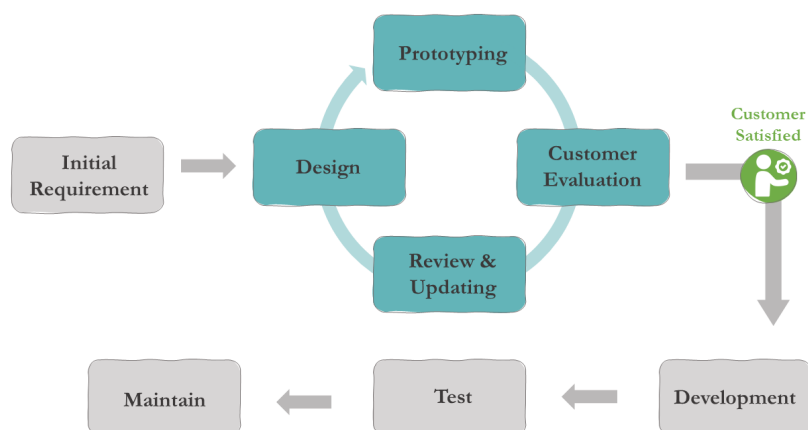 Prototyping
Customer
Satisfied
Initial
Requirement
Design
Customer
Evaluation
Review &
Updating
Maintain
Test
Development